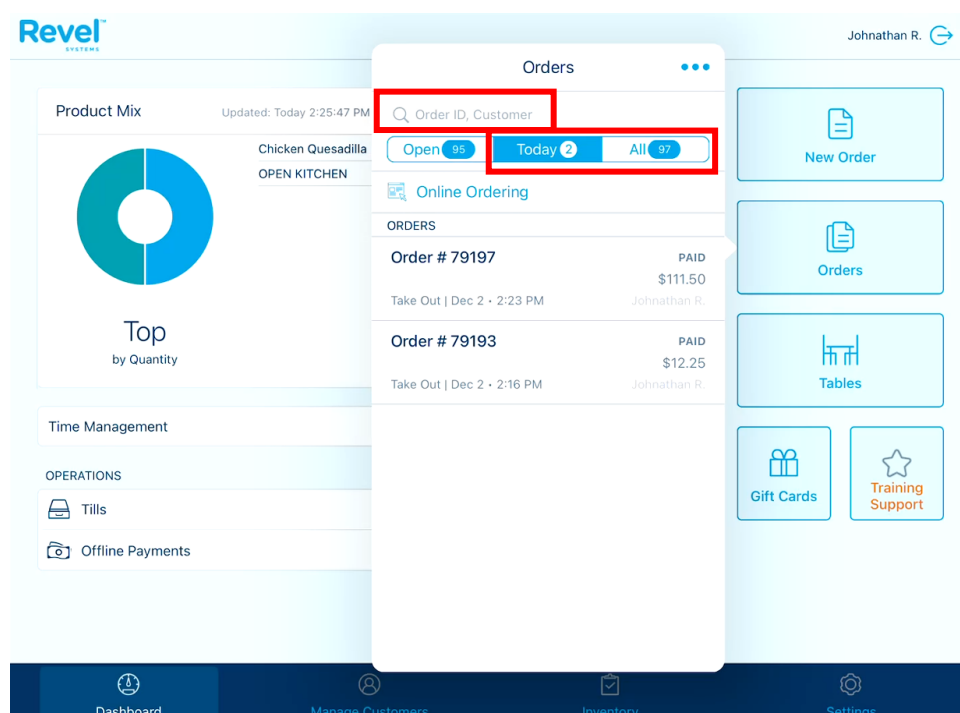 Revel™
SYSTEMS
Johnathan R.
Product Mix
Updated: Today 2:25:47 PM
Chicken Quesadilla
OPEN KITCHEN
Top
by Quantity
Time Management
OPERATIONS
Tills
Offline Payments
Orders
Order ID, Customer
Open 95 Today 2 All 97
Online Ordering
ORDERS
Order # 79197 PAID
$111.50
Take Out | Dec 2 • 2:23 PM Johnathan R.
Order # 79193 PAID
$12.25
Take Out | Dec 2 • 2:16 PM Johnathan R.
New Order
Orders
Tables
Gift Cards
Training
Support
Dashboard Manage Customers Inventory Settings